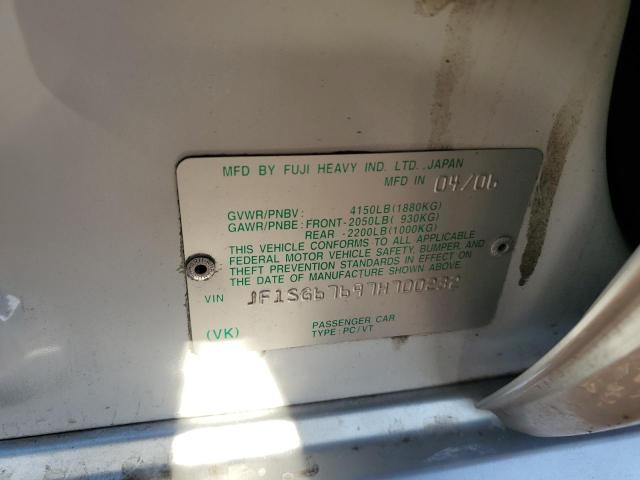 MFD BY FUJI HEAVY IND. LTD., JAPAN
MFD IN 04/06
GVWR/PNBV : 4150LB(1880KG)
GAWR/PNBE : FRONT-2050LB( 930KG)
REAR -2200LB(1000KG)
THIS VEHICLE CONFORMS TO ALL APPLICABLE
FEDERAL MOTOR VEHICLE SAFETY, BUMPER, AND
THEFT PREVENTION STANDARDS IN EFFECT ON
THE DATE OF MANUFACTURE SHOWN ABOVE.
VIN JF1SG67697H700232
(VK) PASSENGER CAR
TYPE : PC/VT